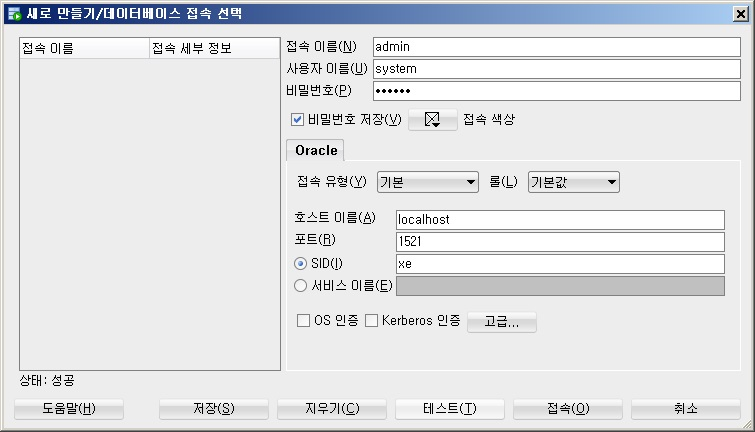 새로 만들기/데이터베이스 접속 선택
접속 이름 접속 세부 정보
접속 이름(N) admin
사용자 이름(U) system
비밀번호(P) ••••••
비밀번호 저장(V) 접속 색상
Oracle
접속 유형(Y) 기본 롤(L) 기본값
호스트 이름(A) localhost
포트(R) 1521
SID(I) xe
서비스 이름(E)
OS 인증 Kerberos 인증 고급...
상태: 성공
도움말(H) 저장(S) 지우기(C) 테스트(T) 접속(O) 취소